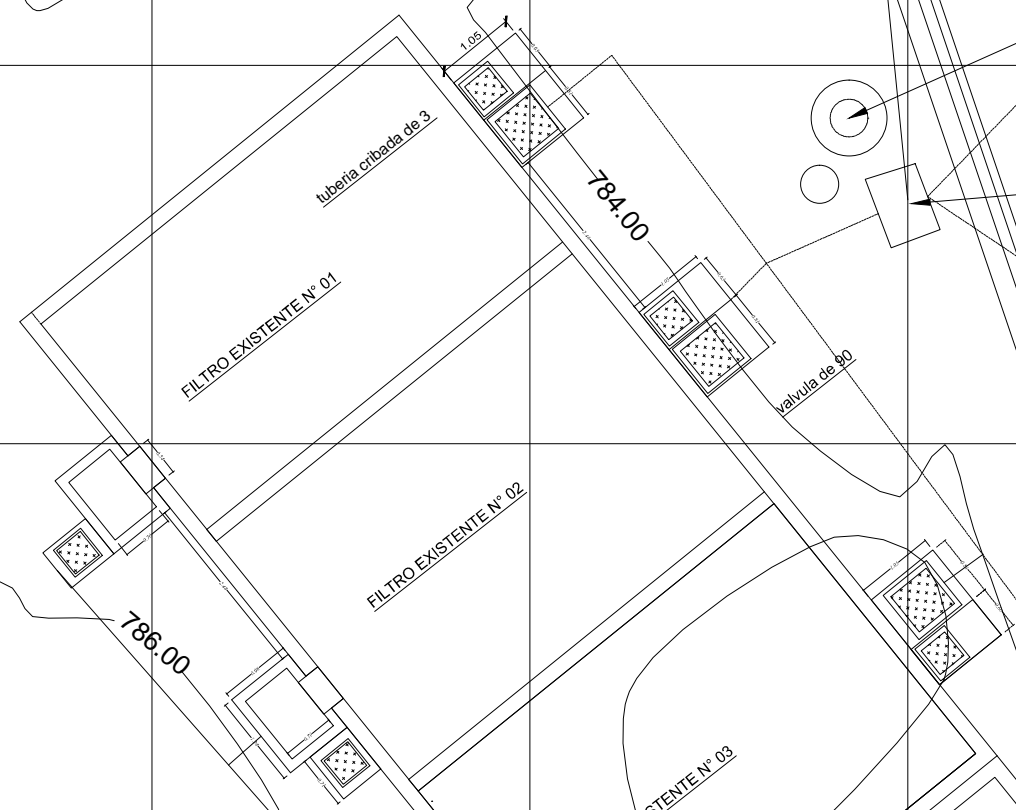 1.05
tuberia cribada de 3
784.00
FILTRO EXISTENTE N° 01
valvula de 90
FILTRO EXISTENTE N° 02
786.00
STENTE N° 03